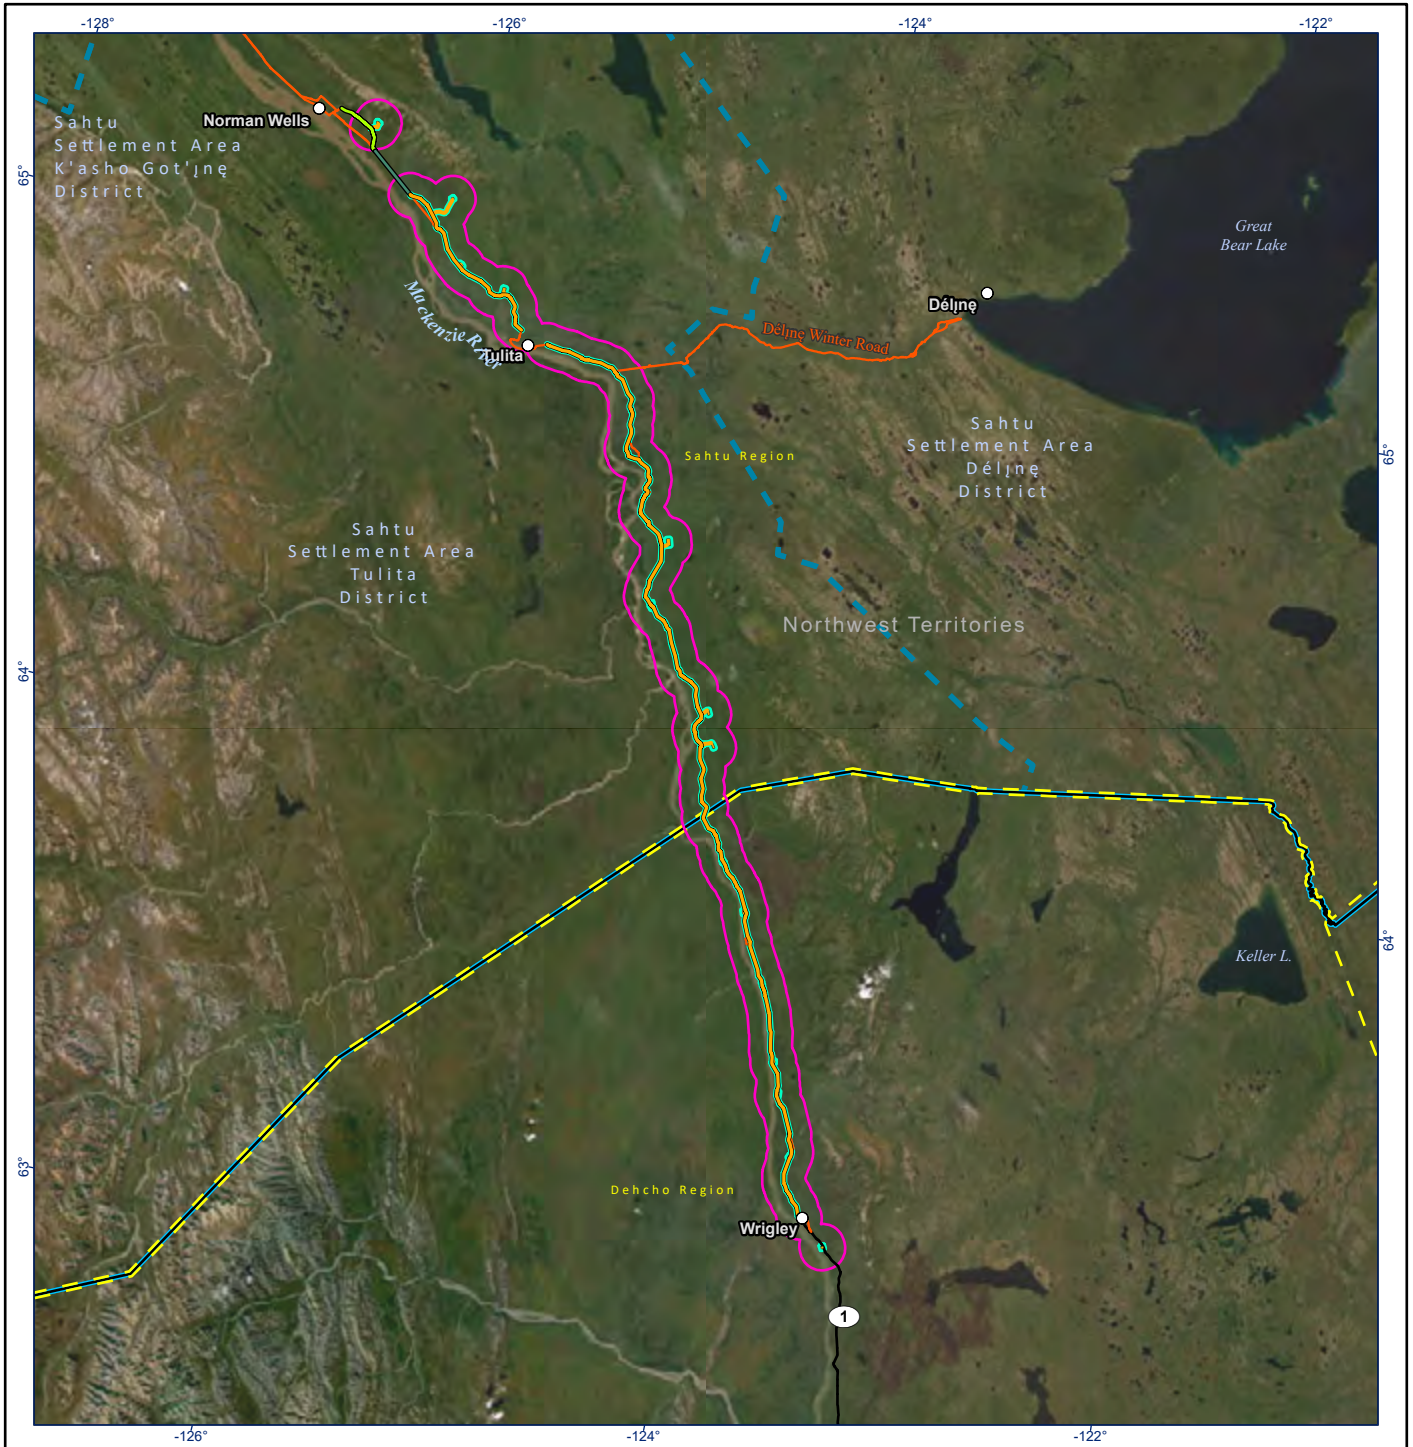 -128°
-126°
-124°
-122°
Norman Wells
Sahtu
Settlement Area
K'asho Got'ı̨nę
District
65°
Great
Bear Lake
Délı̨nę
Mackenzie River
Délı̨nę Winter Road
Tulita
Sahtu
Settlement Area
Délı̨nę
District
Sahtu Region
65°
Sahtu
Settlement Area
Tulita
District
Northwest Territories
64°
64°
Keller L.
63°
Dehcho Region
Wrigley
1
-126°
-124°
-122°